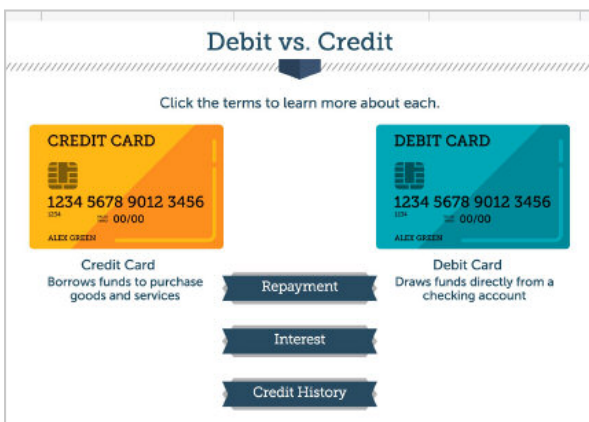 Debit vs. Credit
Click the terms to learn more about each.
CREDIT CARD
1234 5678 9012 3456
1234
00/00
ALEX GREEN
DEBIT CARD
1234 5678 9012 3456
1234
00/00
ALEX GREEN
Credit Card
Borrows funds to purchase
goods and services
Debit Card
Draws funds directly from a
checking account
Repayment
Interest
Credit History